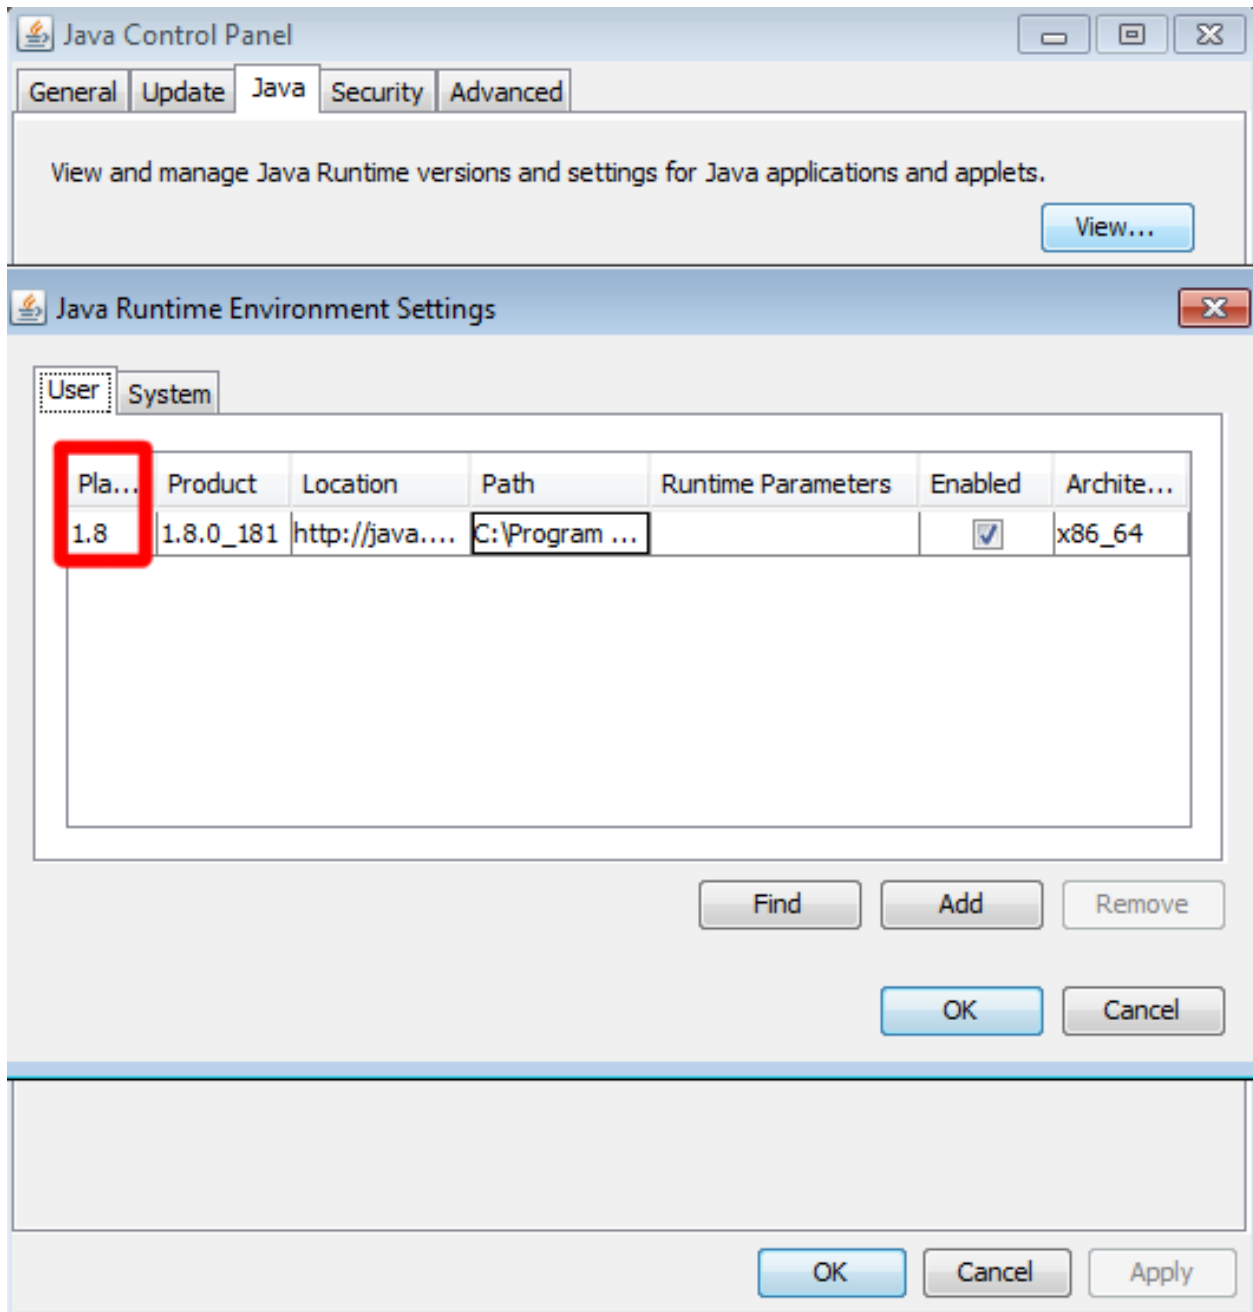 Java Control Panel
General Update Java Security Advanced
View and manage Java Runtime versions and settings for Java applications and applets.
View...
Java Runtime Environment Settings
User System
Pla... Product Location Path Runtime Parameters Enabled Archite...
1.8 1.8.0_181 http://java.... C:\Program ... x86_64
Find Add Remove
OK Cancel
OK Cancel Apply